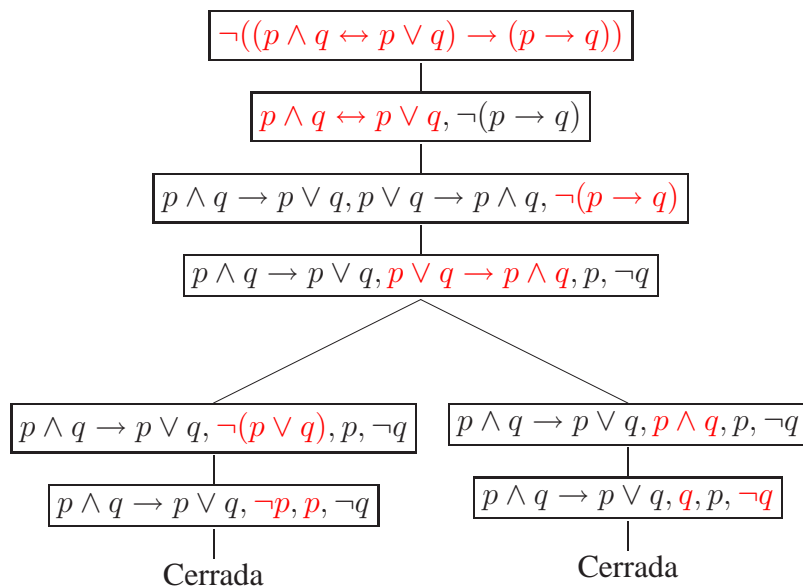 ¬((p ∧ q ↔ p ∨ q) → (p → q))
p ∧ q ↔ p ∨ q, ¬(p → q)
p ∧ q → p ∨ q, p ∨ q → p ∧ q, ¬(p → q)
p ∧ q → p ∨ q, p ∨ q → p ∧ q, p, ¬q
p ∧ q → p ∨ q, ¬(p ∨ q), p, ¬q
p ∧ q → p ∨ q, p ∧ q, p, ¬q
p ∧ q → p ∨ q, ¬p, p, ¬q
p ∧ q → p ∨ q, q, p, ¬q
Cerrada
Cerrada